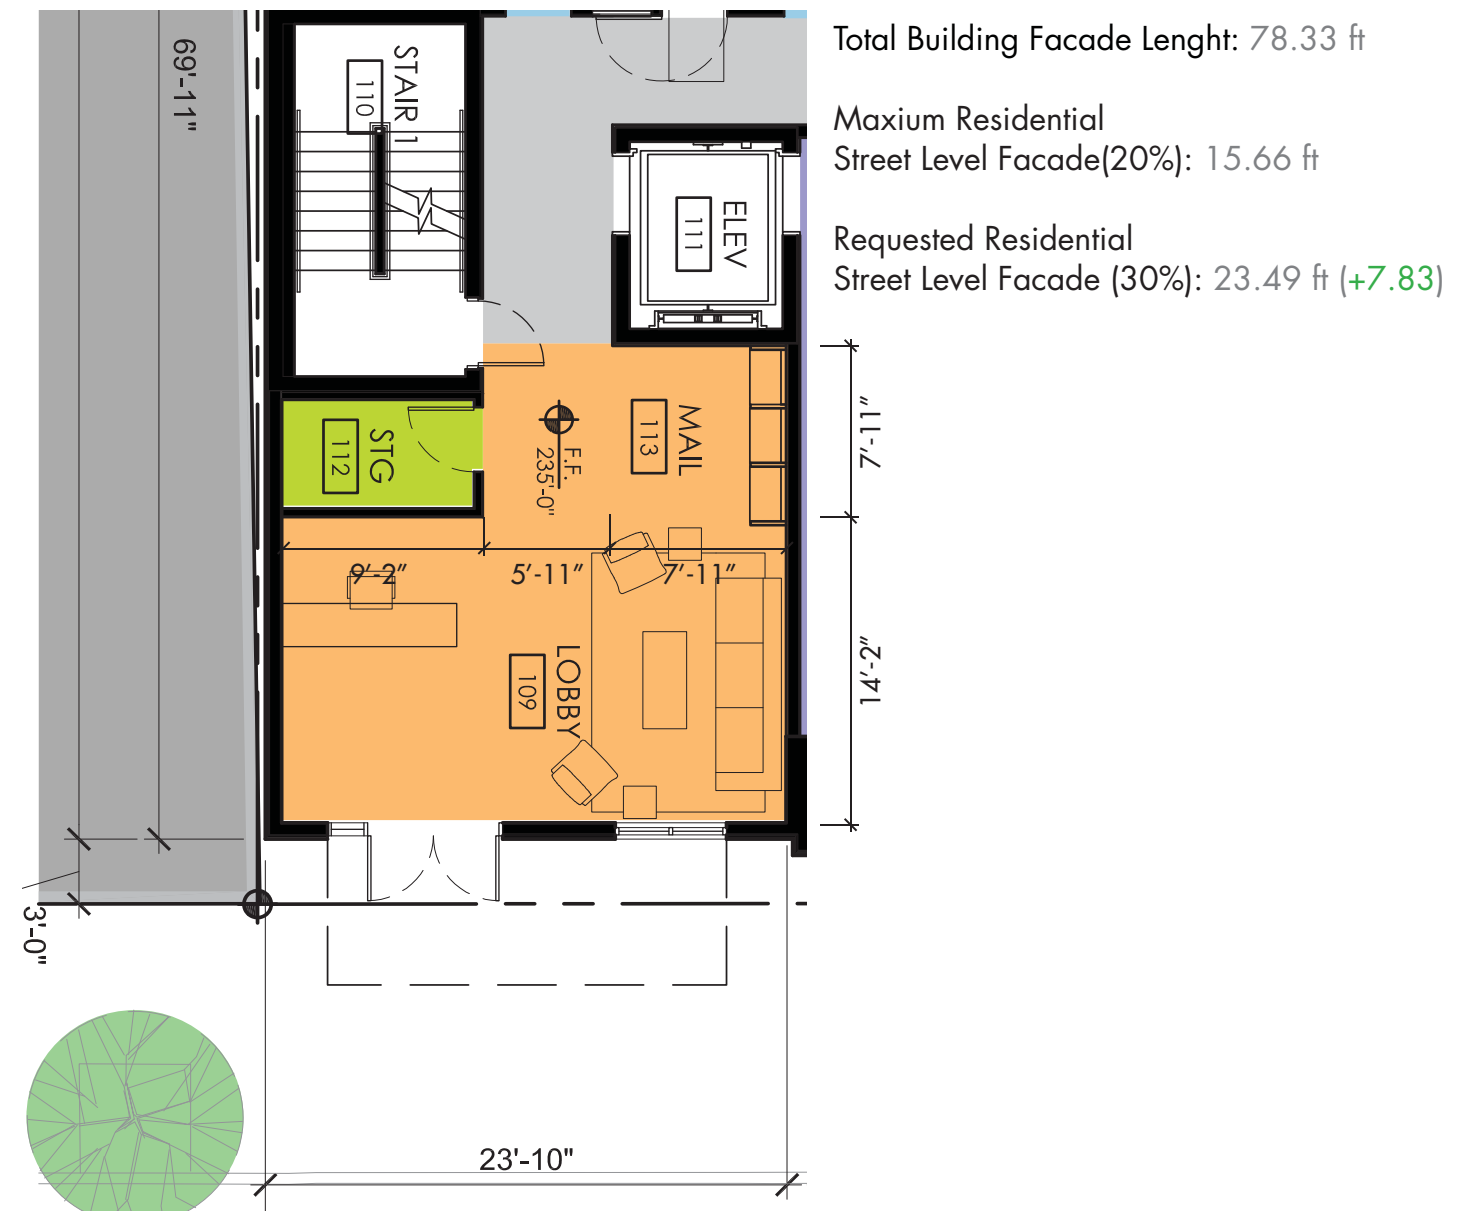 Total Building Facade Lenght: 78.33 ft
Maxium Residential
Street Level Facade(20%): 15.66 ft
Requested Residential
Street Level Facade (30%): 23.49 ft (+7.83)
69'-11"
STAIR 1
110
ELEV
111
MAIL
113
STG
112
F.F.
235'-0"
7'-11"
9'-2"
5'-11"
7'-11"
LOBBY
109
14'-2"
3'-0"
23'-10"